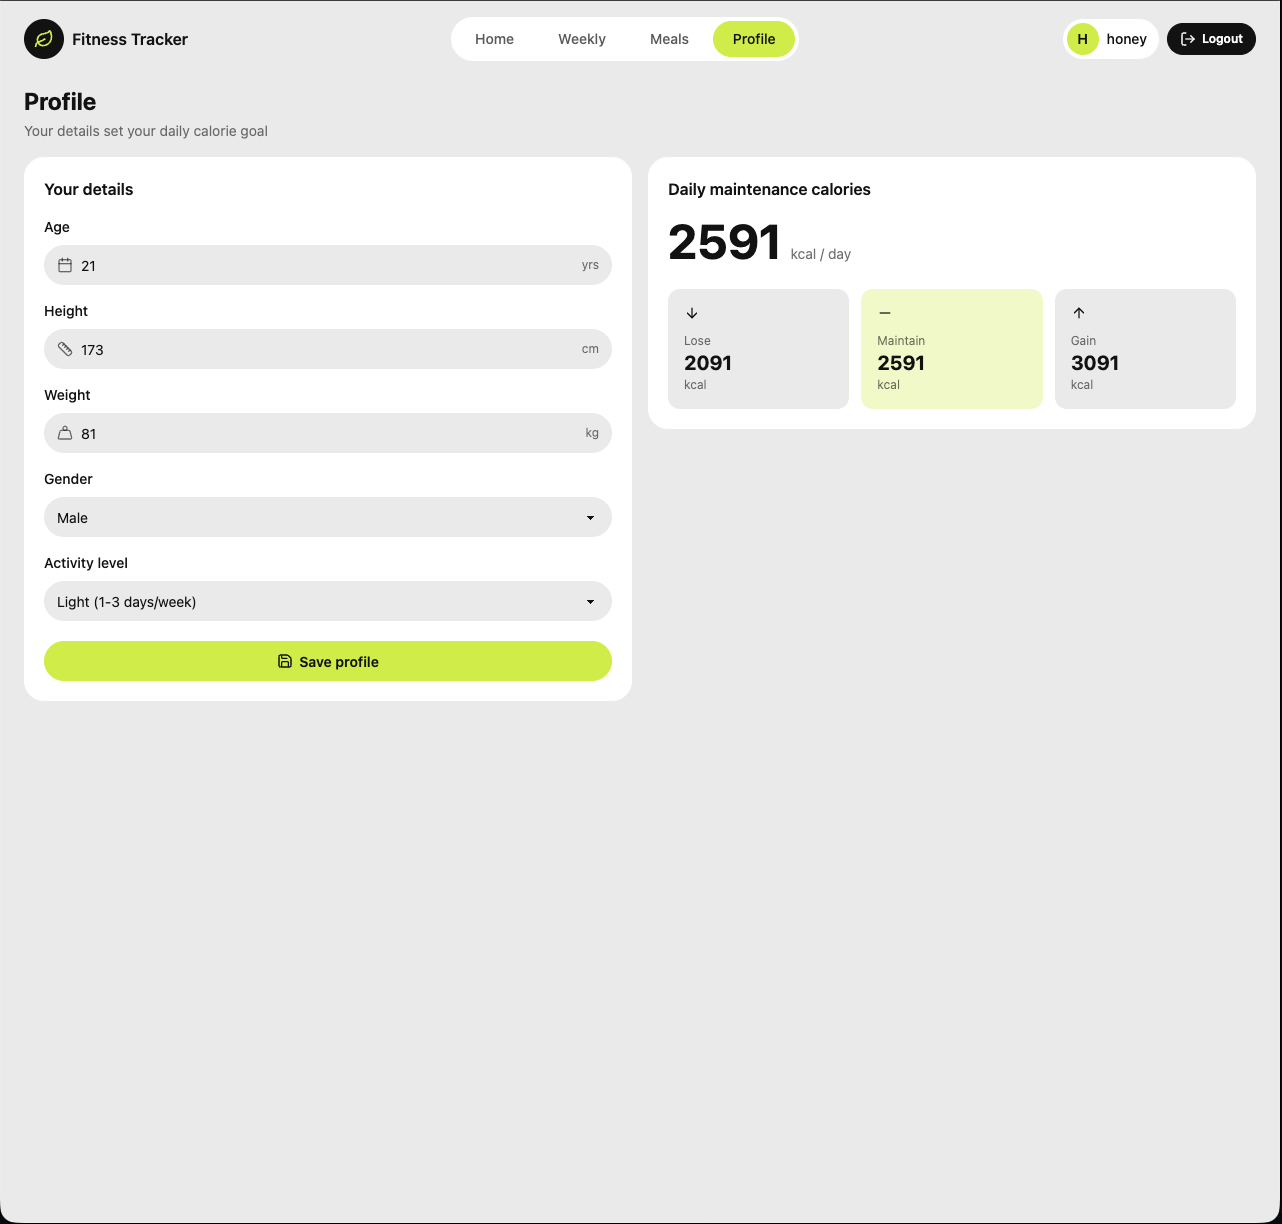 Fitness Tracker
Home Weekly Meals Profile
H honey Logout
Profile
Your details set your daily calorie goal
Your details
Age
21 yrs
Height
173 cm
Weight
81 kg
Gender
Male
Activity level
Light (1-3 days/week)
Save profile
Daily maintenance calories
2591 kcal / day
Lose
2091
kcal
Maintain
2591
kcal
Gain
3091
kcal